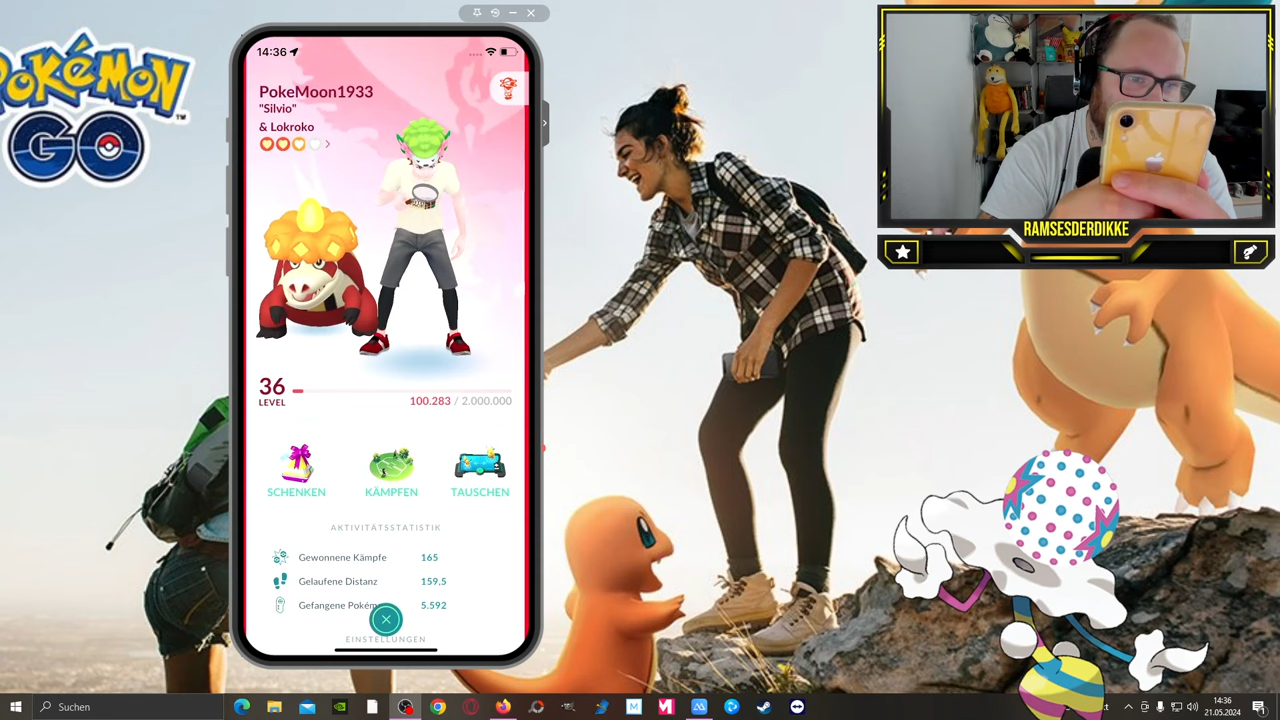 POKÉMON
GO
14:36
PokeMoon1933
"Silvio"
& Lokroko
36
LEVEL
100.283 / 2.000.000
SCHENKEN
KÄMPFEN
TAUSCHEN
AKTIVITÄTSSTATISTIK
Gewonnene Kämpfe 165
Gelaufene Distanz 159,5
Gefangene Pokém 5.592
EINSTELLUNGEN
RAMSESDERDIKKE
Suchen
14:36
21.05.2024